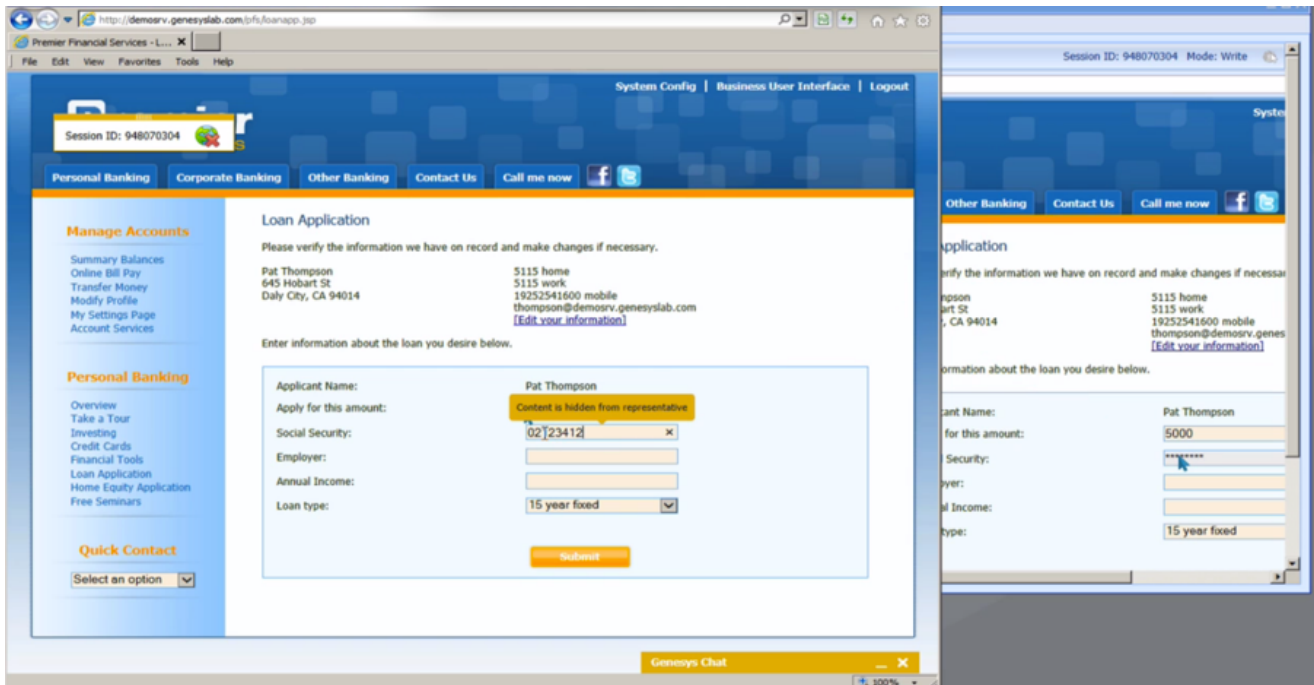 http://demosrv.genesyslab.com/pfs/loanapp.jsp
Premier Financial Services - L...
File Edit View Favorites Tools Help
System Config | Business User Interface | Logout
Session ID: 948070304
Personal Banking Corporate Banking Other Banking Contact Us Call me now
Manage Accounts
Summary Balances
Online Bill Pay
Transfer Money
Modify Profile
My Settings Page
Account Services
Personal Banking
Overview
Take a Tour
Investing
Credit Cards
Financial Tools
Loan Application
Home Equity Application
Free Seminars
Quick Contact
Select an option
Loan Application
Please verify the information we have on record and make changes if necessary.
Pat Thompson 5115 home
645 Hobart St 5115 work
Daly City, CA 94014 19252541600 mobile
thompson@demosrv.genesyslab.com
[Edit your information]
Enter information about the loan you desire below.
Applicant Name: Pat Thompson
Apply for this amount:
Content is hidden from representative
Social Security:
Employer:
Annual Income:
Loan type: 15 year fixed
Submit
Genesys Chat
100%
Session ID: 948070304 Mode: Write
Syste
Other Banking Contact Us Call me now
pplication
erify the information we have on record and make changes if necessar
npson 5115 home
art St 5115 work
, CA 94014 19252541600 mobile
thompson@demosrv.genes
[Edit your information]
ormation about the loan you desire below.
cant Name: Pat Thompson
for this amount: 5000
l Security: ********
oyer:
al Income:
type: 15 year fixed